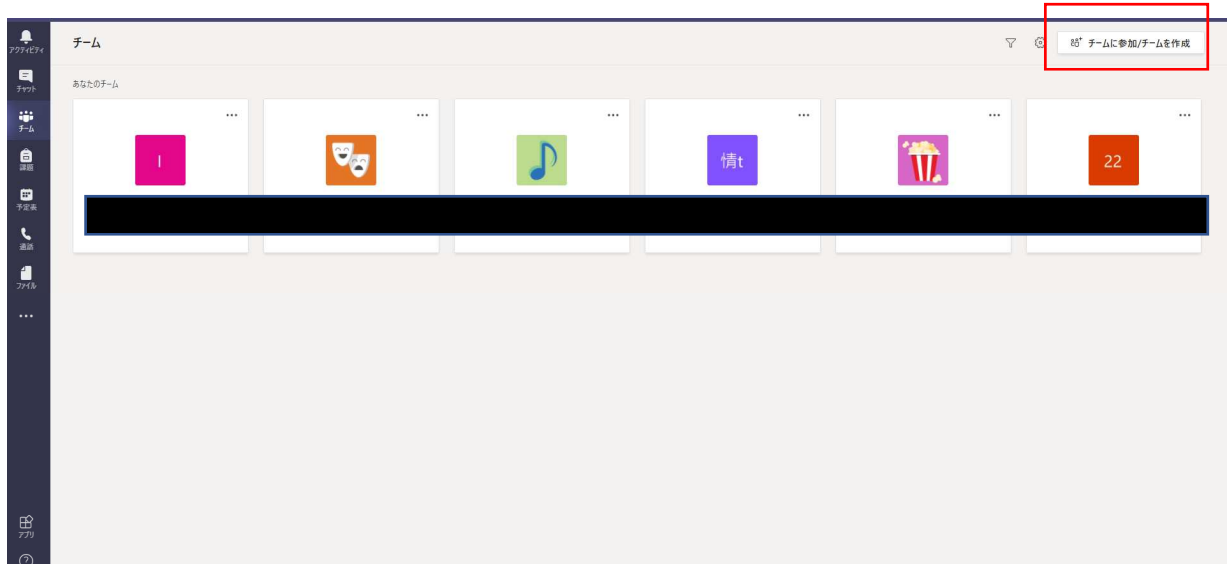 チーム
チームに参加/チームを作成
アクティビティ
チャット
チーム
課題
予定表
通話
ファイル
アプリ
あなたのチーム
I
情t
22